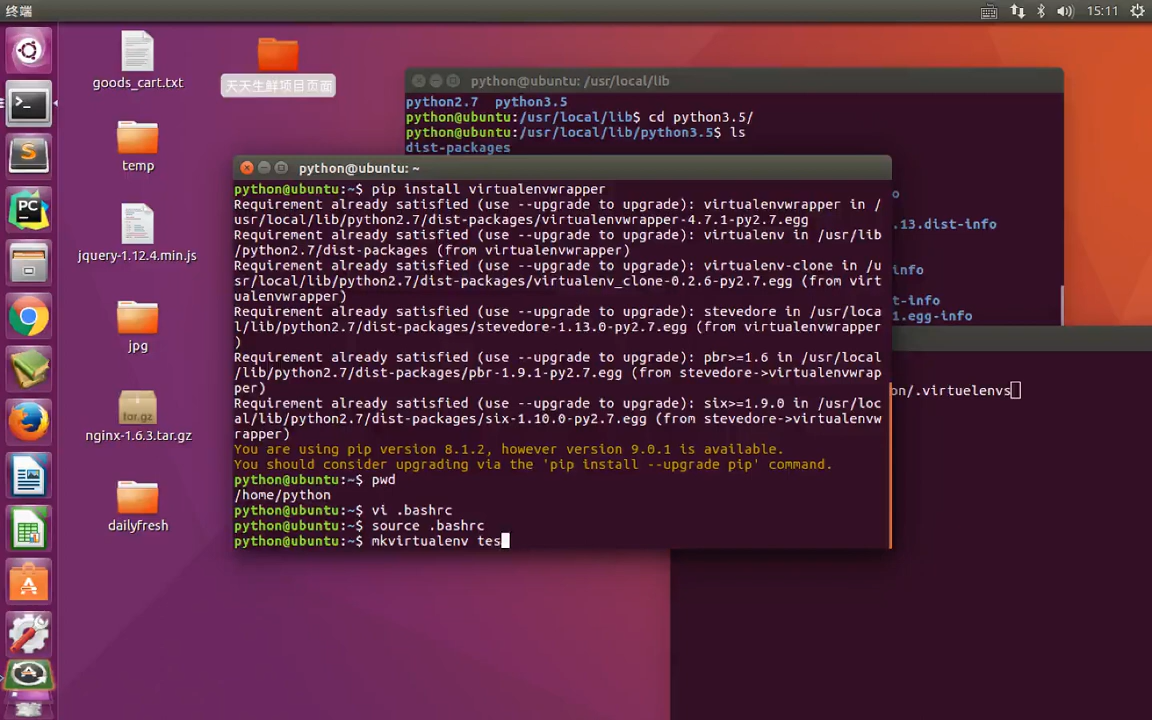 终端
15:11
goods_cart.txt
天天生鲜项目页面
temp
jquery-1.12.4.min.js
jpg
tar.gz
nginx-1.6.3.tar.gz
dailyfresh
python@ubuntu: /usr/local/lib
python2.7  python3.5
python@ubuntu:/usr/local/lib$ cd python3.5/
python@ubuntu:/usr/local/lib/python3.5$ ls
dist-packages
.13.dist-info
info
t-info
1.egg-info
on/.virtuelenvs
python@ubuntu: ~
python@ubuntu:~$ pip install virtualenvwrapper
Requirement already satisfied (use --upgrade to upgrade): virtualenvwrapper in /
usr/local/lib/python2.7/dist-packages/virtualenvwrapper-4.7.1-py2.7.egg
Requirement already satisfied (use --upgrade to upgrade): virtualenv in /usr/lib
/python2.7/dist-packages (from virtualenvwrapper)
Requirement already satisfied (use --upgrade to upgrade): virtualenv-clone in /u
sr/local/lib/python2.7/dist-packages/virtualenv_clone-0.2.6-py2.7.egg (from virt
ualenvwrapper)
Requirement already satisfied (use --upgrade to upgrade): stevedore in /usr/loca
l/lib/python2.7/dist-packages/stevedore-1.13.0-py2.7.egg (from virtualenvwrapper
)
Requirement already satisfied (use --upgrade to upgrade): pbr>=1.6 in /usr/local
/lib/python2.7/dist-packages/pbr-1.9.1-py2.7.egg (from stevedore->virtualenvwrap
per)
Requirement already satisfied (use --upgrade to upgrade): six>=1.9.0 in /usr/loc
al/lib/python2.7/dist-packages/six-1.10.0-py2.7.egg (from stevedore->virtualenvw
rapper)
You are using pip version 8.1.2, however version 9.0.1 is available.
You should consider upgrading via the 'pip install --upgrade pip' command.
python@ubuntu:~$ pwd
/home/python
python@ubuntu:~$ vi .bashrc
python@ubuntu:~$ source .bashrc
python@ubuntu:~$ mkvirtualenv tes